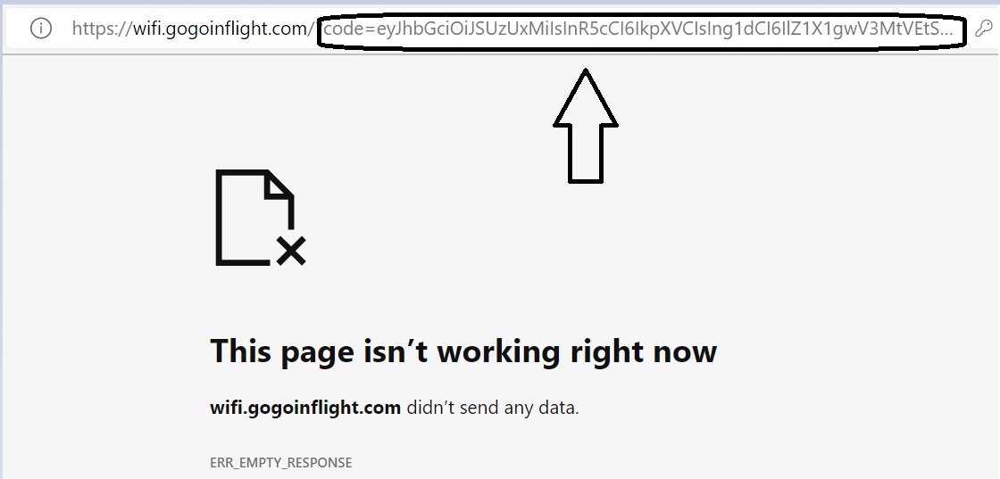 https://wifi.gogoinflight.com/?code=eyJhbGciOiJSUzUxMiIsInR5cCI6IkpXVCIsIng1dCI6IlZ1X1gwV3MtVEtS...
This page isn’t working right now
wifi.gogoinflight.com didn’t send any data.
ERR_EMPTY_RESPONSE